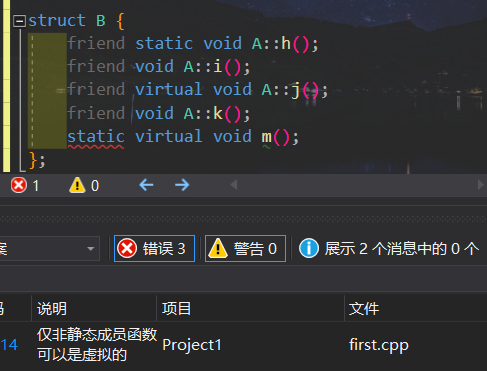 struct B {
friend static void A::h();
friend void A::i();
friend virtual void A::j();
friend void A::k();
static virtual void m();
};
1 0
案 错误 3 警告 0 展示 2 个消息中的 0 个
码 说明 项目 文件
14 仅非静态成员函数 Project1 first.cpp
可以是虚拟的